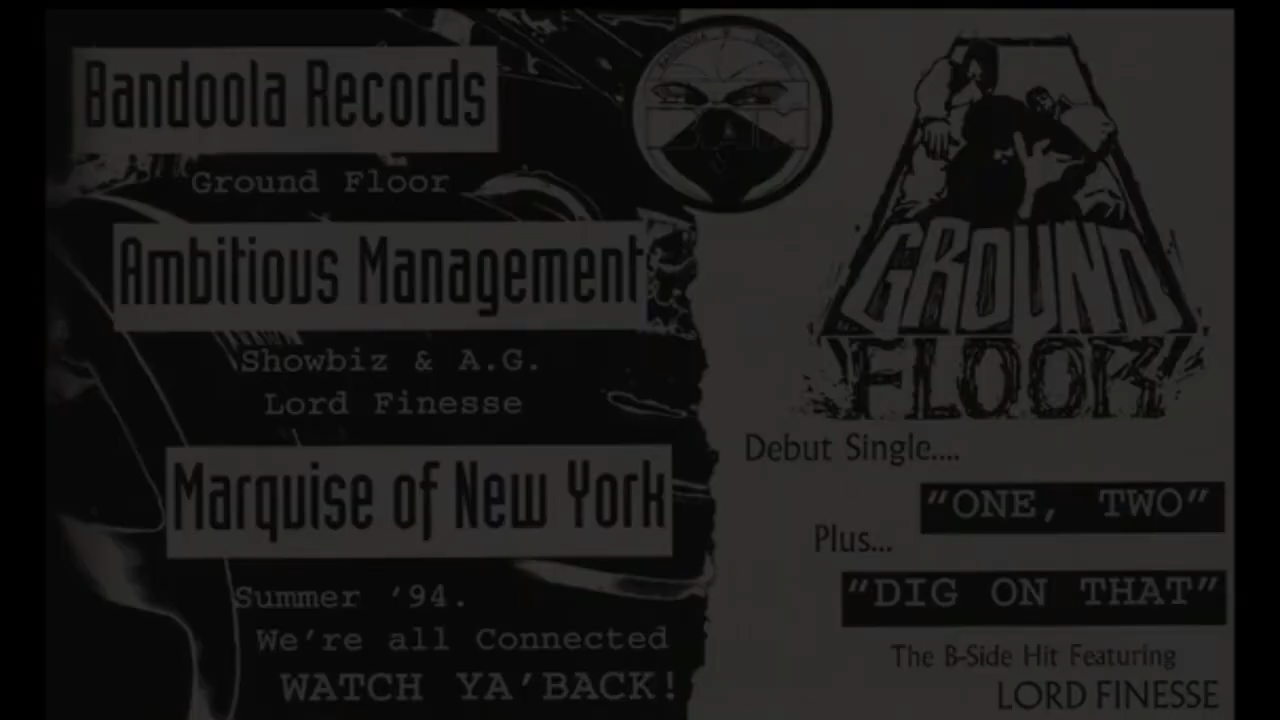 Bandoola Records
Ground Floor
Ambitious Management
Showbiz & A.G.
Lord Finesse
Marquise of New York
Summer '94.
We're all Connected
WATCH YA'BACK!
GROUND
FLOOR
Debut Single....
"ONE, TWO"
Plus...
"DIG ON THAT"
The B-Side Hit Featuring
LORD FINESSE